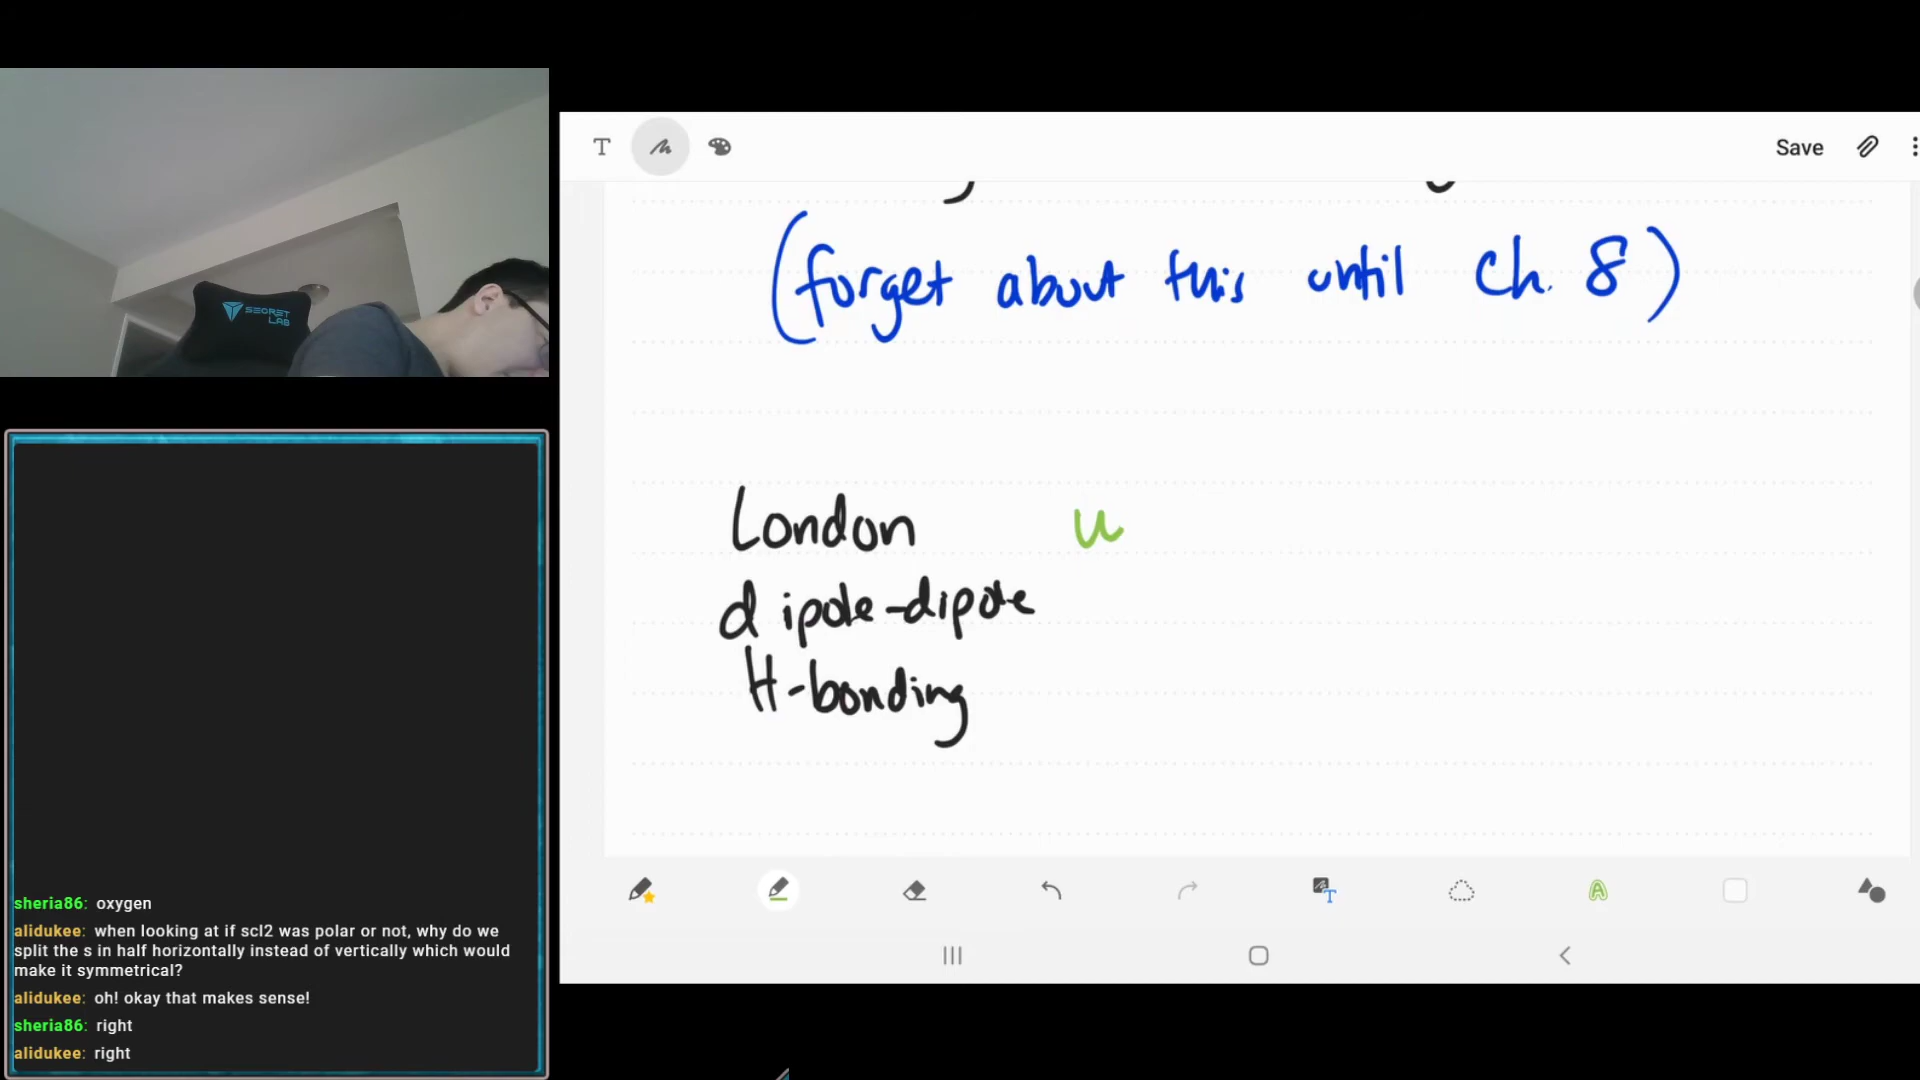 SECRET
LAB
sheria86: oxygen
alidukee: when looking at if scl2 was polar or not, why do we
split the s in half horizontally instead of vertically which would
make it symmetrical?
alidukee: oh! okay that makes sense!
sheria86: right
alidukee: right
T
Save
(forget about this until Ch. 8)
London u
dipole-dipole
H-bonding
T
A